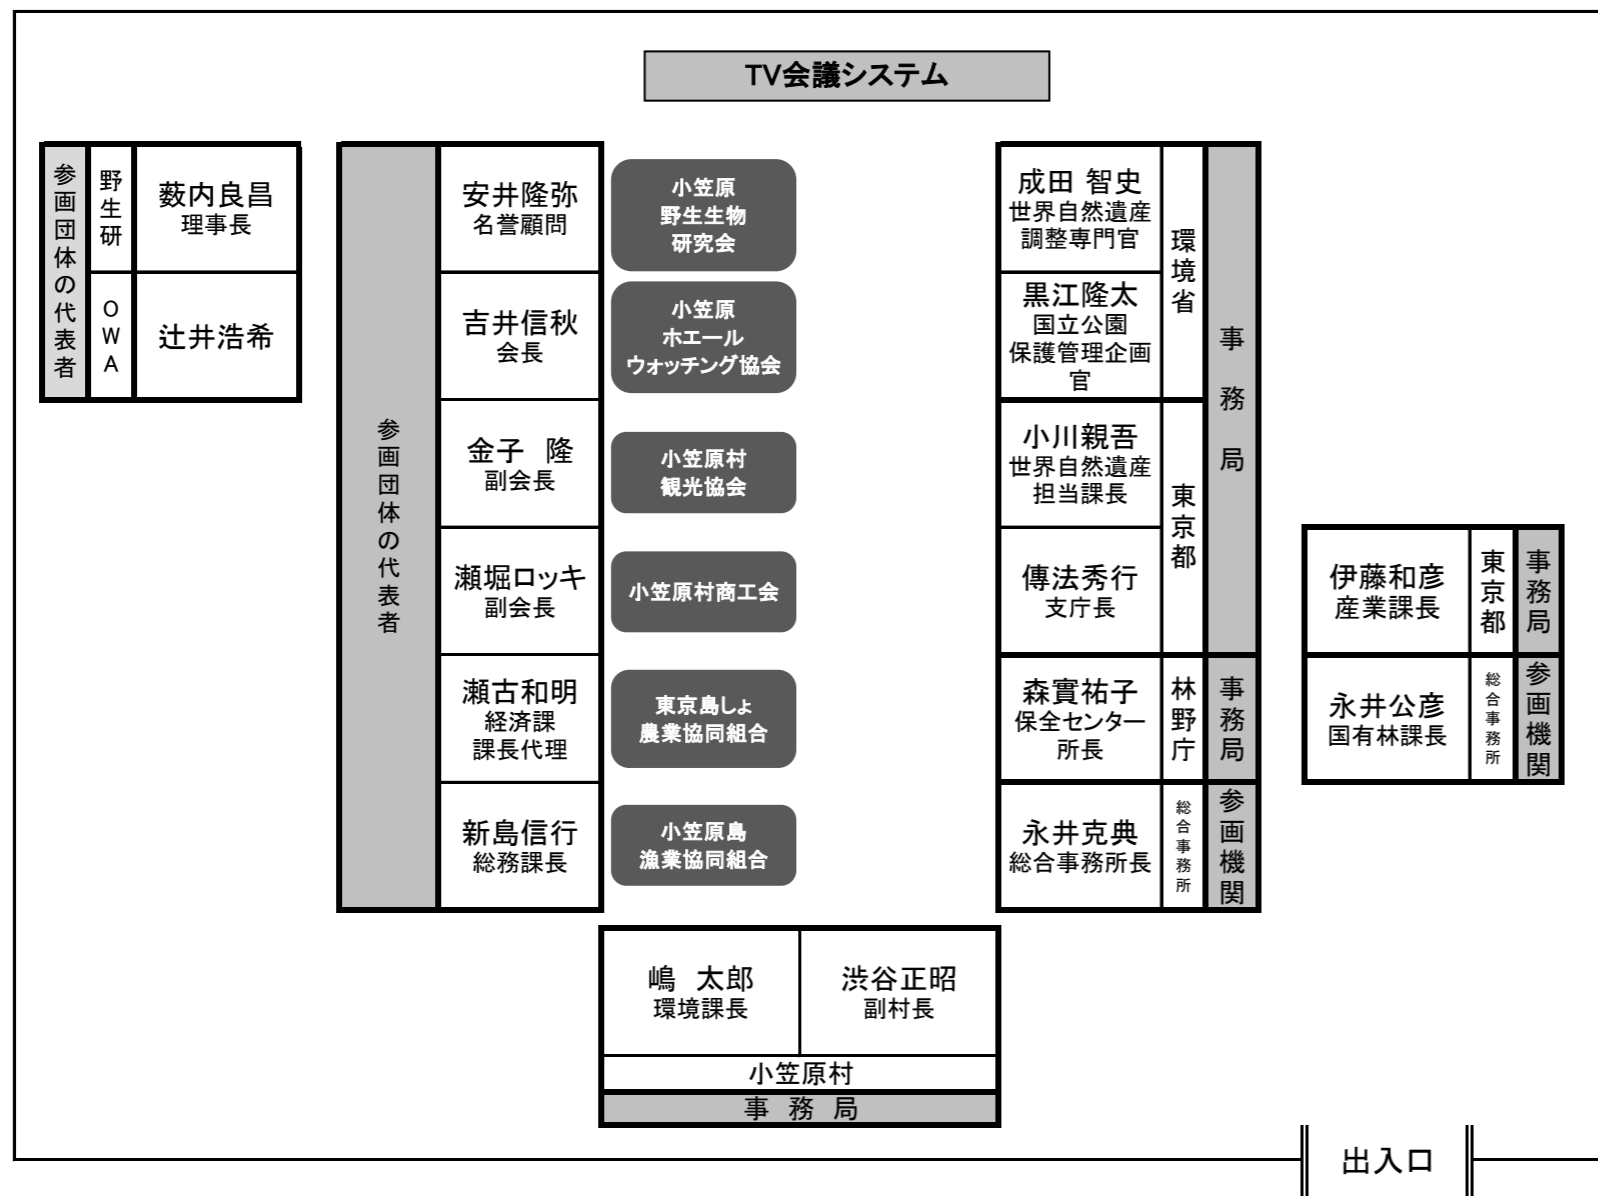 TV会議システム
参画団体の代表者
野生研
薮内良昌
理事長
OWA
辻井浩希
参画団体の代表者
安井隆弥
名誉顧問
小笠原
野生生物
研究会
吉井信秋
会長
小笠原
ホエール
ウォッチング協会
金子 隆
副会長
小笠原村
観光協会
瀬堀ロッキ
副会長
小笠原村商工会
瀬古和明
経済課
課長代理
東京島しょ
農業協同組合
新島信行
総務課長
小笠原島
漁業協同組合
成田 智史
世界自然遺産
調整専門官
黒江隆太
国立公園
保護管理企画
官
環境省
小川親吾
世界自然遺産
担当課長
傳法秀行
支庁長
東京都
事務局
森實祐子
保全センター
所長
林野庁
事務局
永井克典
総合事務所長
総合事務所
参画機関
伊藤和彦
産業課長
東京都
事務局
永井公彦
国有林課長
総合事務所
参画機関
嶋 太郎
環境課長
渋谷正昭
副村長
小笠原村
事 務 局
出入口